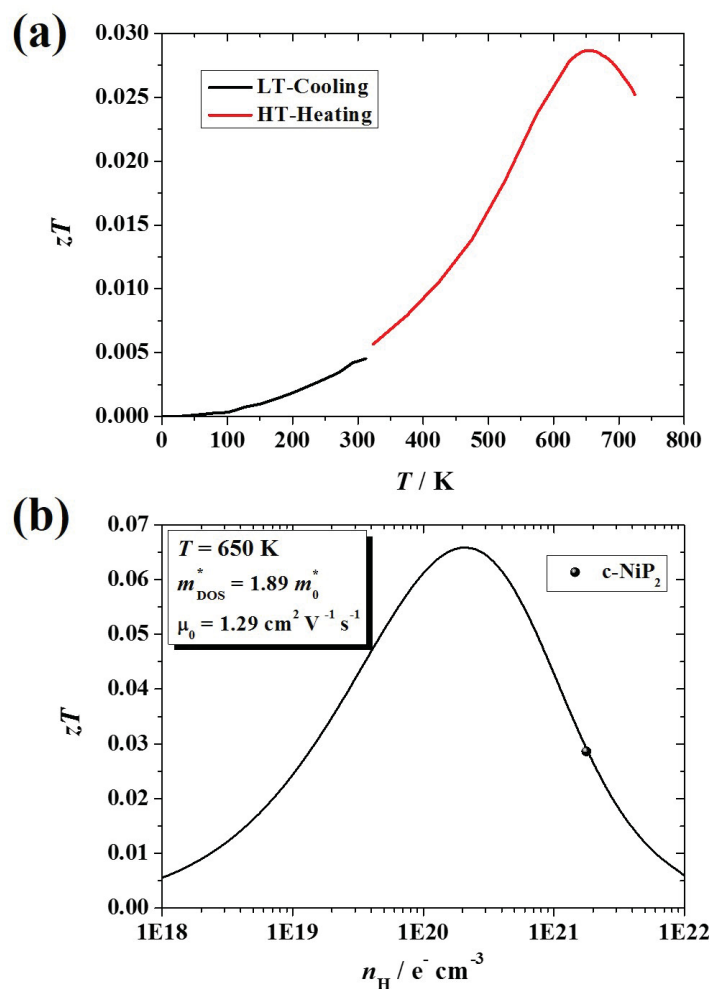 (a)
0.030
0.025
0.020
0.015
0.010
0.005
0.000
zT
LT-Cooling
HT-Heating
0 100 200 300 400 500 600 700 800
T / K
(b)
0.07
0.06
0.05
0.04
0.03
0.02
0.01
0.00
zT
T = 650 K
m*DOS = 1.89 m*0
μ0 = 1.29 cm2 V -1 s-1
c-NiP2
1E18 1E19 1E20 1E21 1E22
nH / e- cm-3